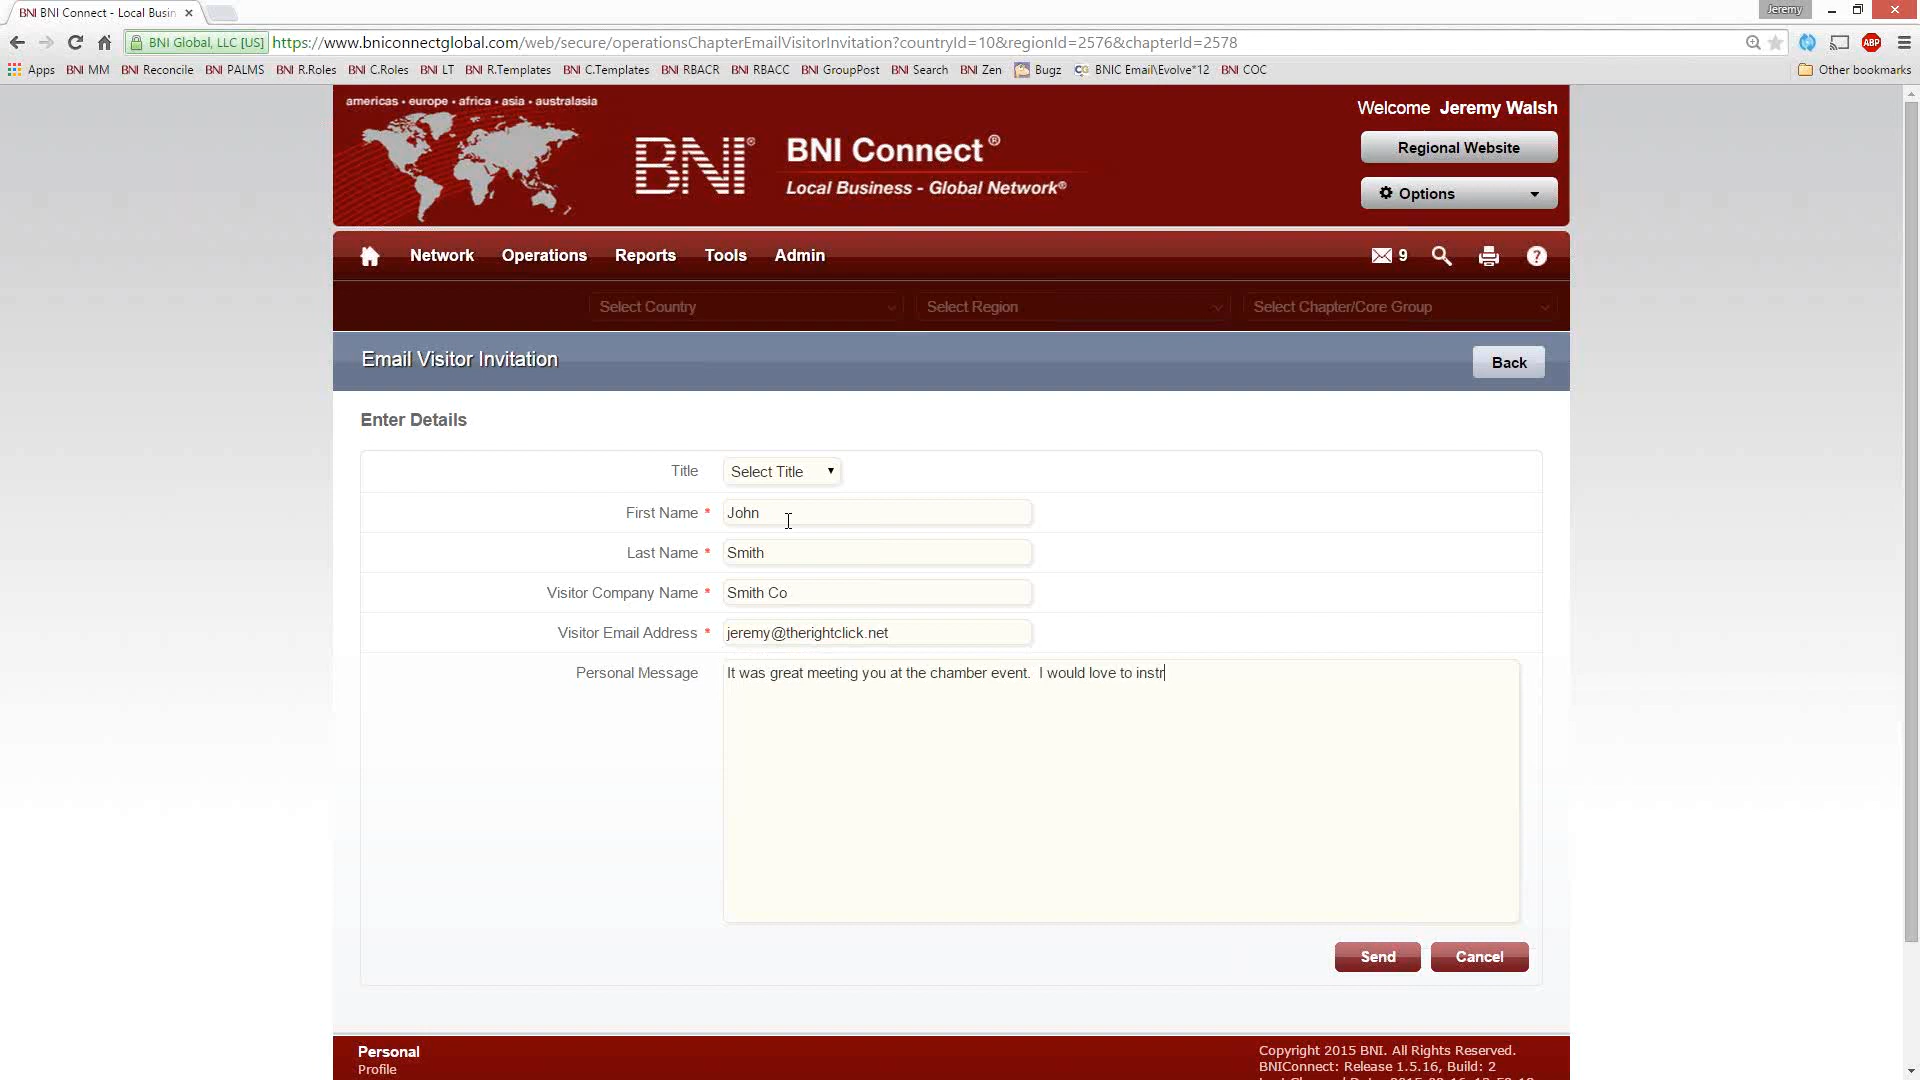 BNI BNI Connect - Local Busin
Jeremy
BNI Global, LLC [US] https://www.bniconnectglobal.com/web/secure/operationsChapterEmailVisitorInvitation?countryId=10&regionId=2576&chapterId=2578
ABP
Apps BNI MM BNI Reconcile BNI PALMS BNI R.Roles BNI C.Roles BNI LT BNI R.Templates BNI C.Templates BNI RBACR BNI RBACC BNI GroupPost BNI Search BNI Zen Bugz CG BNIC Email\Evolve*12 BNI COC Other bookmarks
americas • europe • africa • asia • australasia
BNI®
BNI Connect®
Local Business - Global Network®
Welcome Jeremy Walsh
Regional Website
Options
Network Operations Reports Tools Admin 9 ?
Select Country Select Region Select Chapter/Core Group
Email Visitor Invitation
Back
Enter Details
Title Select Title
First Name * John
Last Name * Smith
Visitor Company Name * Smith Co
Visitor Email Address * jeremy@therightclick.net
Personal Message It was great meeting you at the chamber event.  I would love to instr
Send Cancel
Personal
Profile
Copyright 2015 BNI. All Rights Reserved.
BNIConnect: Release 1.5.16, Build: 2